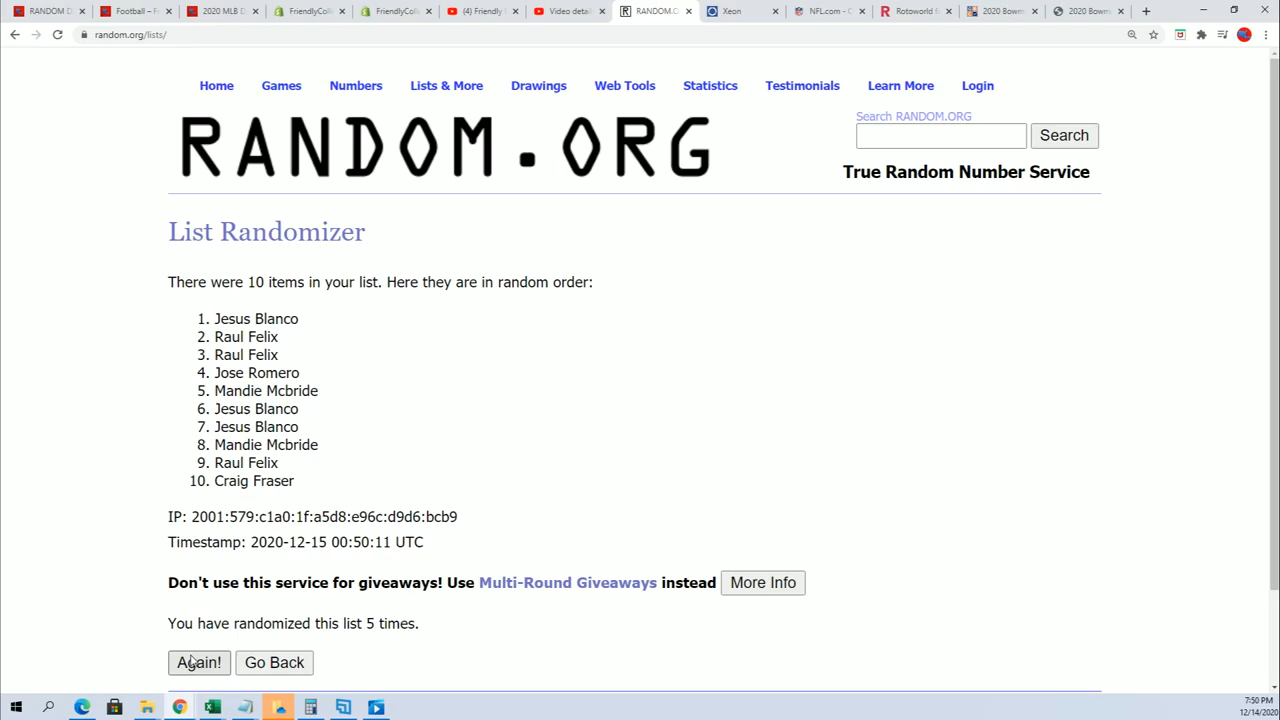 RANDOM D
Football – F
2020 MLB D
FriendlyColl
FriendlyColl
(4) Friendly
Video detail
RANDOM.O
Xeon
NFL.com - O
Rotoworld f
2020 Bowm
2020 Bowm
random.org/lists/
Home Games Numbers Lists & More Drawings Web Tools Statistics Testimonials Learn More Login
RANDOM.ORG
Search RANDOM.ORG
Search
True Random Number Service
List Randomizer
There were 10 items in your list. Here they are in random order:
1. Jesus Blanco
2. Raul Felix
3. Raul Felix
4. Jose Romero
5. Mandie Mcbride
6. Jesus Blanco
7. Jesus Blanco
8. Mandie Mcbride
9. Raul Felix
10. Craig Fraser
IP: 2001:579:c1a0:1f:a5d8:e96c:d9d6:bcb9
Timestamp: 2020-12-15 00:50:11 UTC
Don't use this service for giveaways! Use Multi-Round Giveaways instead More Info
You have randomized this list 5 times.
Again! Go Back
7:50 PM
12/14/2020